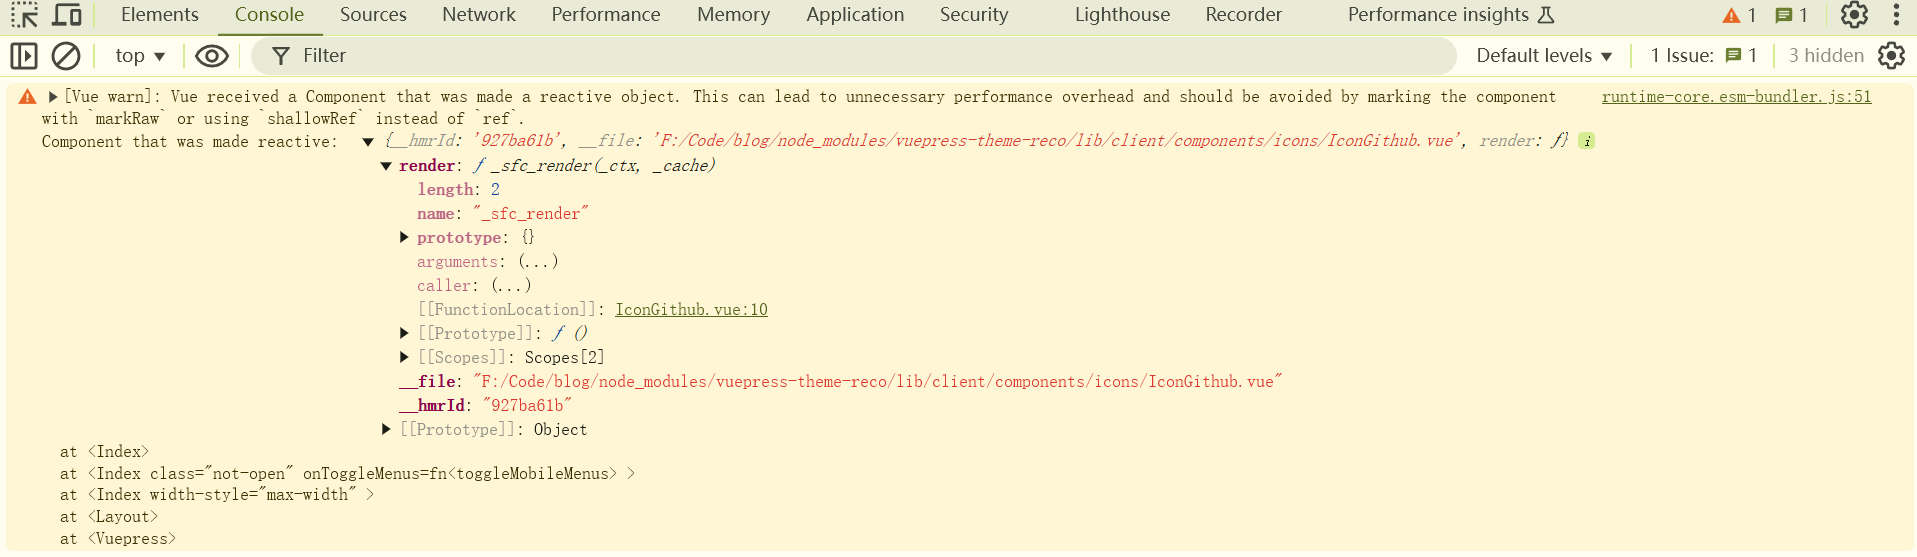 Elements Console Sources Network Performance Memory Application Security Lighthouse Recorder Performance insights 1 1
top Filter Default levels 1 Issue: 1 3 hidden
[Vue warn]: Vue received a Component that was made a reactive object. This can lead to unnecessary performance overhead and should be avoided by marking the component runtime-core.esm-bundler.js:51
with `markRaw` or using `shallowRef` instead of `ref`.
Component that was made reactive: {__hmrId: '927ba61b', __file: 'F:/Code/blog/node_modules/vuepress-theme-reco/lib/client/components/icons/IconGithub.vue', render: ƒ} i
render: ƒ _sfc_render(_ctx, _cache)
length: 2
name: "_sfc_render"
prototype: {}
arguments: (...)
caller: (...)
[[FunctionLocation]]: IconGithub.vue:10
[[Prototype]]: ƒ ()
[[Scopes]]: Scopes[2]
__file: "F:/Code/blog/node_modules/vuepress-theme-reco/lib/client/components/icons/IconGithub.vue"
__hmrId: "927ba61b"
[[Prototype]]: Object
at <Index>
at <Index class="not-open" onToggleMenus=fn<toggleMobileMenus> >
at <Index width-style="max-width" >
at <Layout>
at <Vuepress>